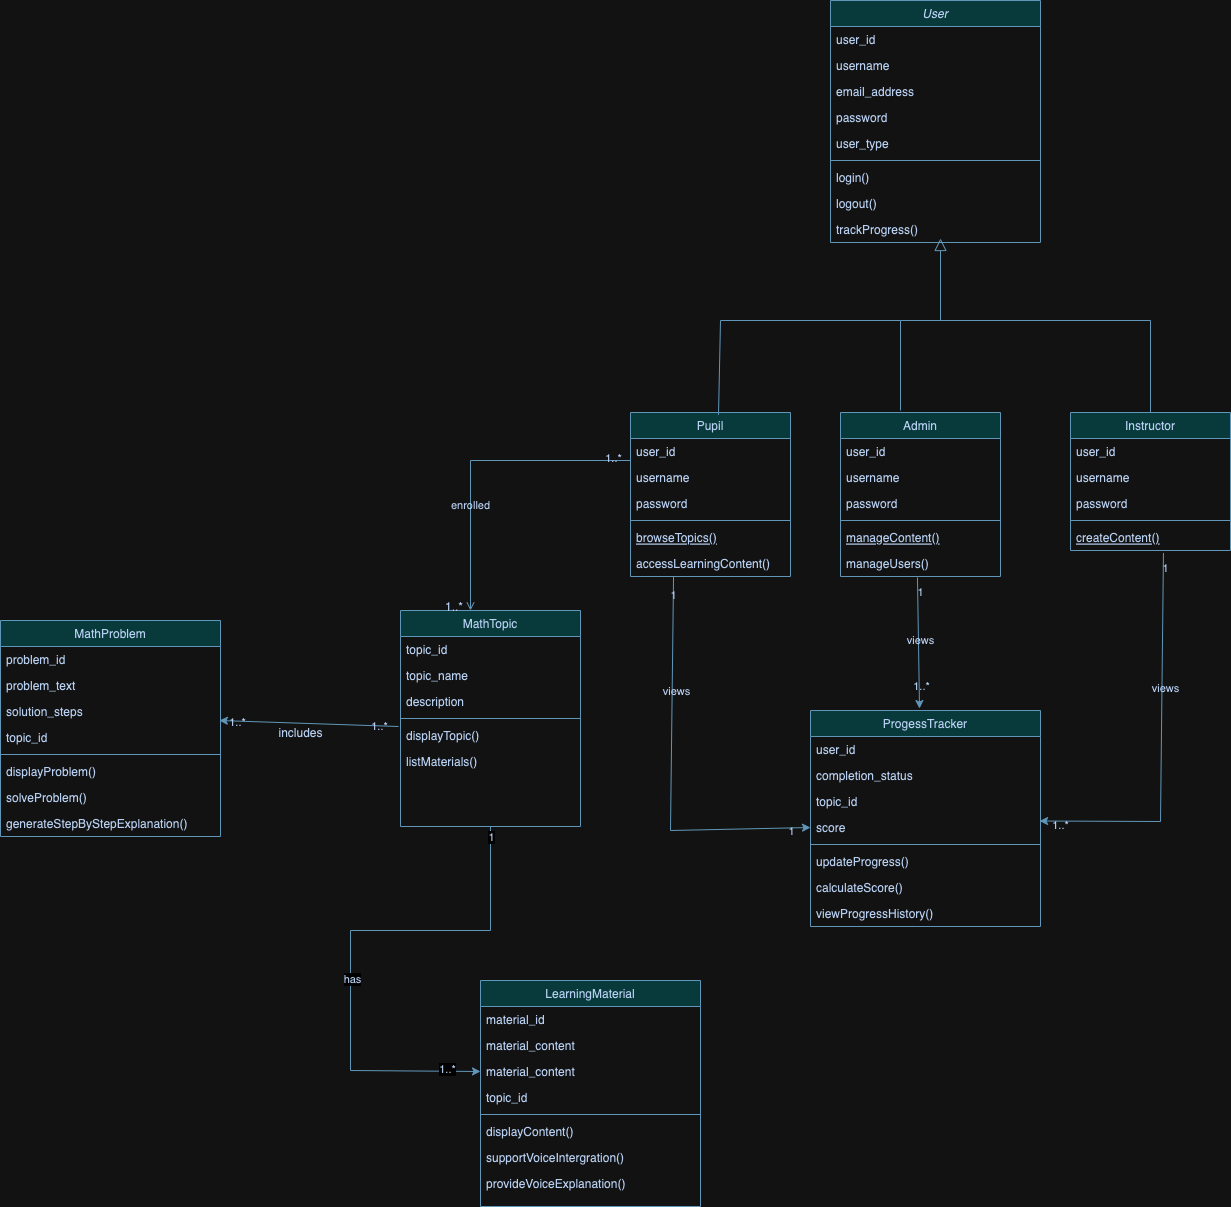 User
user_id
username
email_address
password
user_type
login()
logout()
trackProgress()
Pupil
user_id
username
password
browseTopics()
accessLearningContent()
Admin
user_id
username
password
manageContent()
manageUsers()
Instructor
user_id
username
password
createContent()
1..*
enrolled
1..*
1
views
1
1
views
1..*
1
views
1..*
MathProblem
problem_id
problem_text
solution_steps
topic_id
displayProblem()
solveProblem()
generateStepByStepExplanation()
1..*
includes
1..*
MathTopic
topic_id
topic_name
description
displayTopic()
listMaterials()
ProgessTracker
user_id
completion_status
topic_id
score
updateProgress()
calculateScore()
viewProgressHistory()
1
has
1..*
LearningMaterial
material_id
material_content
material_content
topic_id
displayContent()
supportVoiceIntergration()
provideVoiceExplanation()